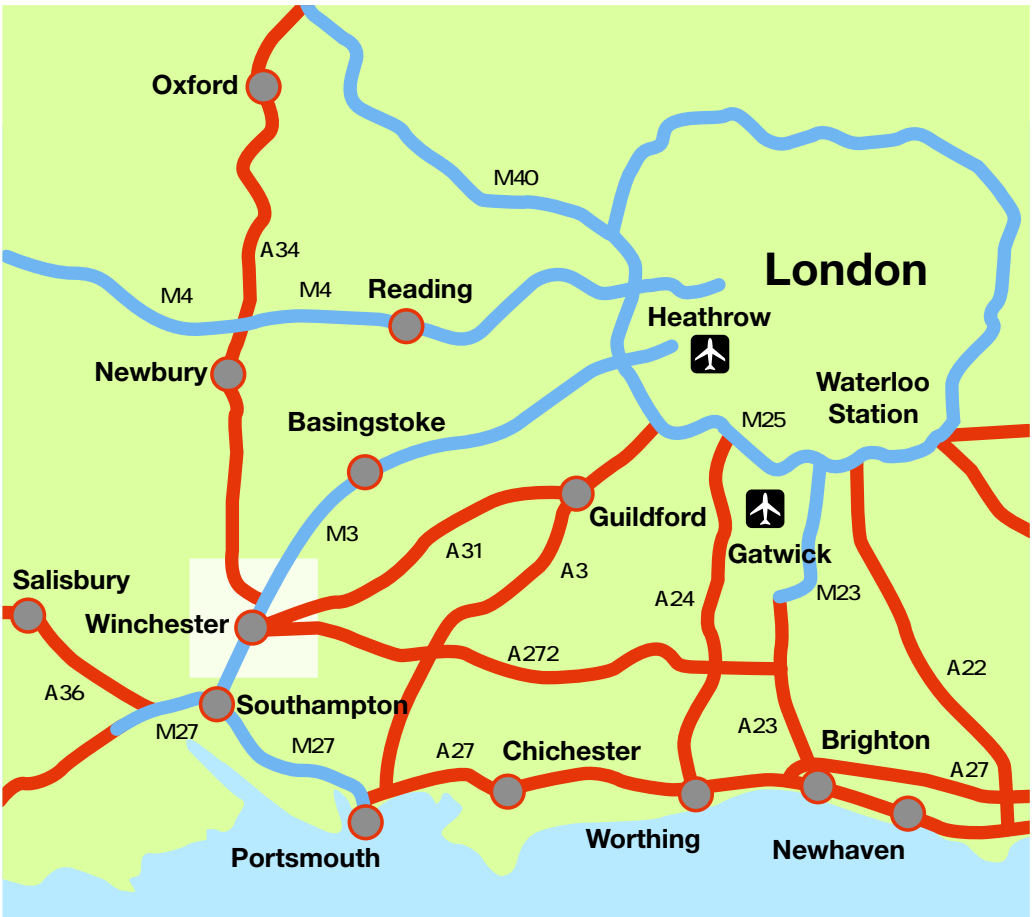 Oxford
M40
A34
London
M4
M4
Reading
Heathrow
Newbury
Waterloo
Station
Basingstoke
M25
Guildford
M3
A31
Gatwick
A3
Salisbury
M23
A24
Winchester
A272
A22
A36
Southampton
M27
M27
A23
Brighton
A27
Chichester
A27
Worthing
Newhaven
Portsmouth